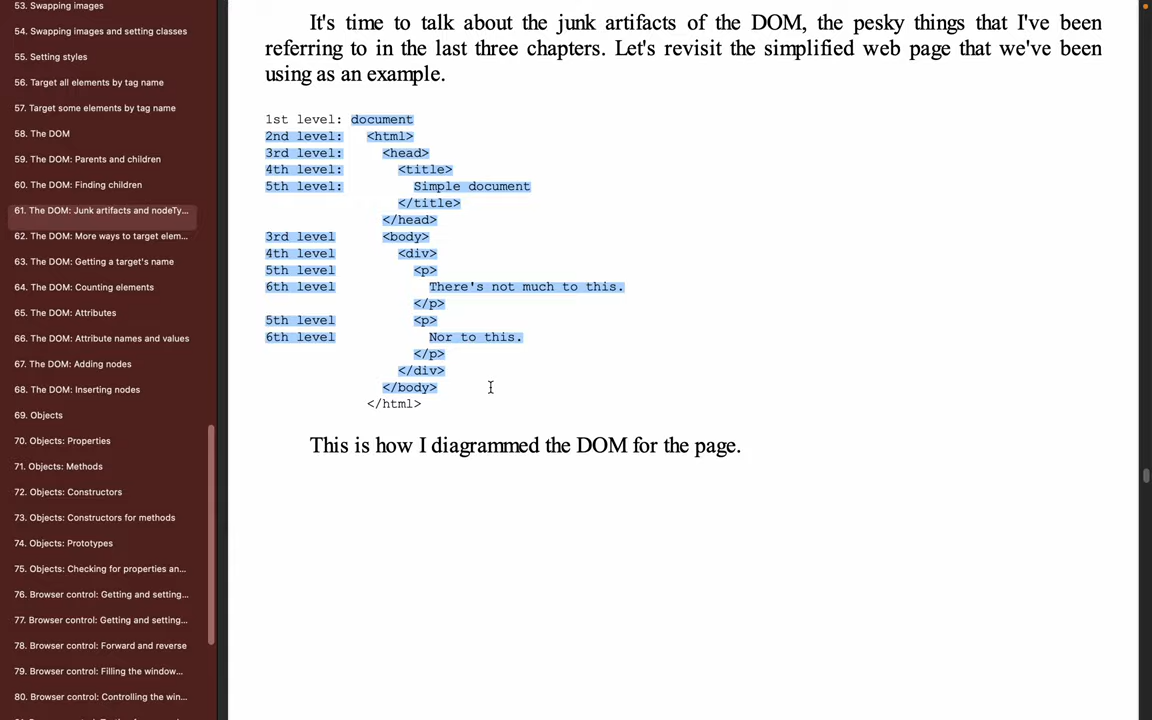 53. Swapping images
54. Swapping images and setting classes
55. Setting styles
56. Target all elements by tag name
57. Target some elements by tag name
58. The DOM
59. The DOM: Parents and children
60. The DOM: Finding children
61. The DOM: Junk artifacts and nodeTy...
62. The DOM: More ways to target elem...
63. The DOM: Getting a target's name
64. The DOM: Counting elements
65. The DOM: Attributes
66. The DOM: Attribute names and values
67. The DOM: Adding nodes
68. The DOM: Inserting nodes
69. Objects
70. Objects: Properties
71. Objects: Methods
72. Objects: Constructors
73. Objects: Constructors for methods
74. Objects: Prototypes
75. Objects: Checking for properties an...
76. Browser control: Getting and setting...
77. Browser control: Getting and setting...
78. Browser control: Forward and reverse
79. Browser control: Filling the window...
80. Browser control: Controlling the win...
It's time to talk about the junk artifacts of the DOM, the pesky things that I've been
referring to in the last three chapters. Let's revisit the simplified web page that we've been
using as an example.
1st level: document
2nd level: <html>
3rd level: <head>
4th level: <title>
5th level: Simple document
</title>
</head>
3rd level <body>
4th level <div>
5th level <p>
6th level There's not much to this.
</p>
5th level <p>
6th level Nor to this.
</p>
</div>
</body>
</html>
This is how I diagrammed the DOM for the page.